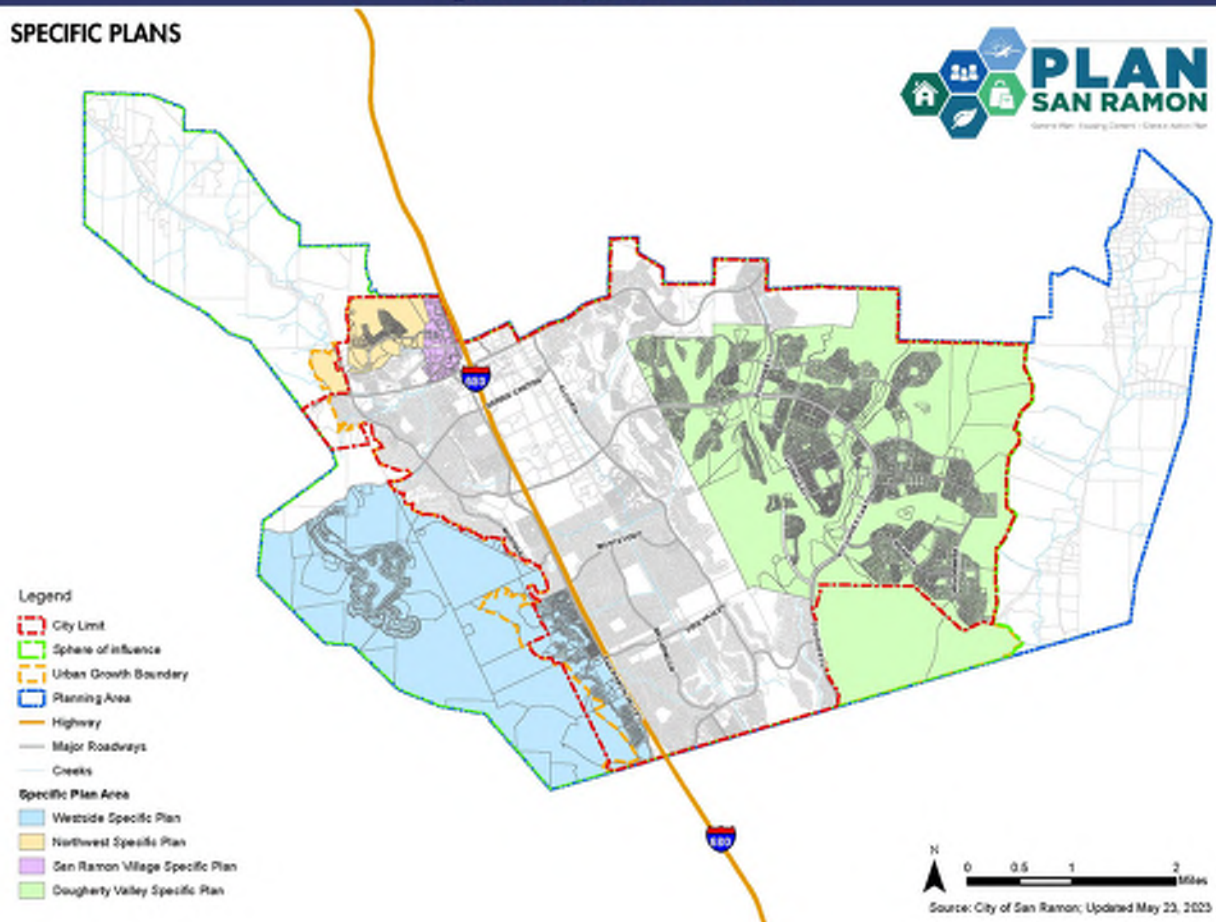 SPECIFIC PLANS
PLAN
SAN RAMON
680
Legend
City Limit
Sphere of influence
Urban Growth Boundary
Planning Area
Highway
Major Roadways
Creeks
Specific Plan Area
Westside Specific Plan
Northwest Specific Plan
San Ramon Village Specific Plan
Dougherty Valley Specific Plan
680
N
0 0.5 1 2
Miles
Source: City of San Ramon; Updated May 23, 2023